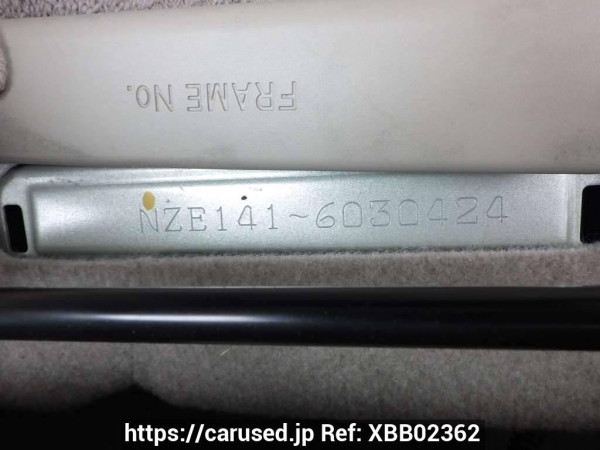 FRAME No.
NZE141-6030424
https://carused.jp Ref: XBB02362